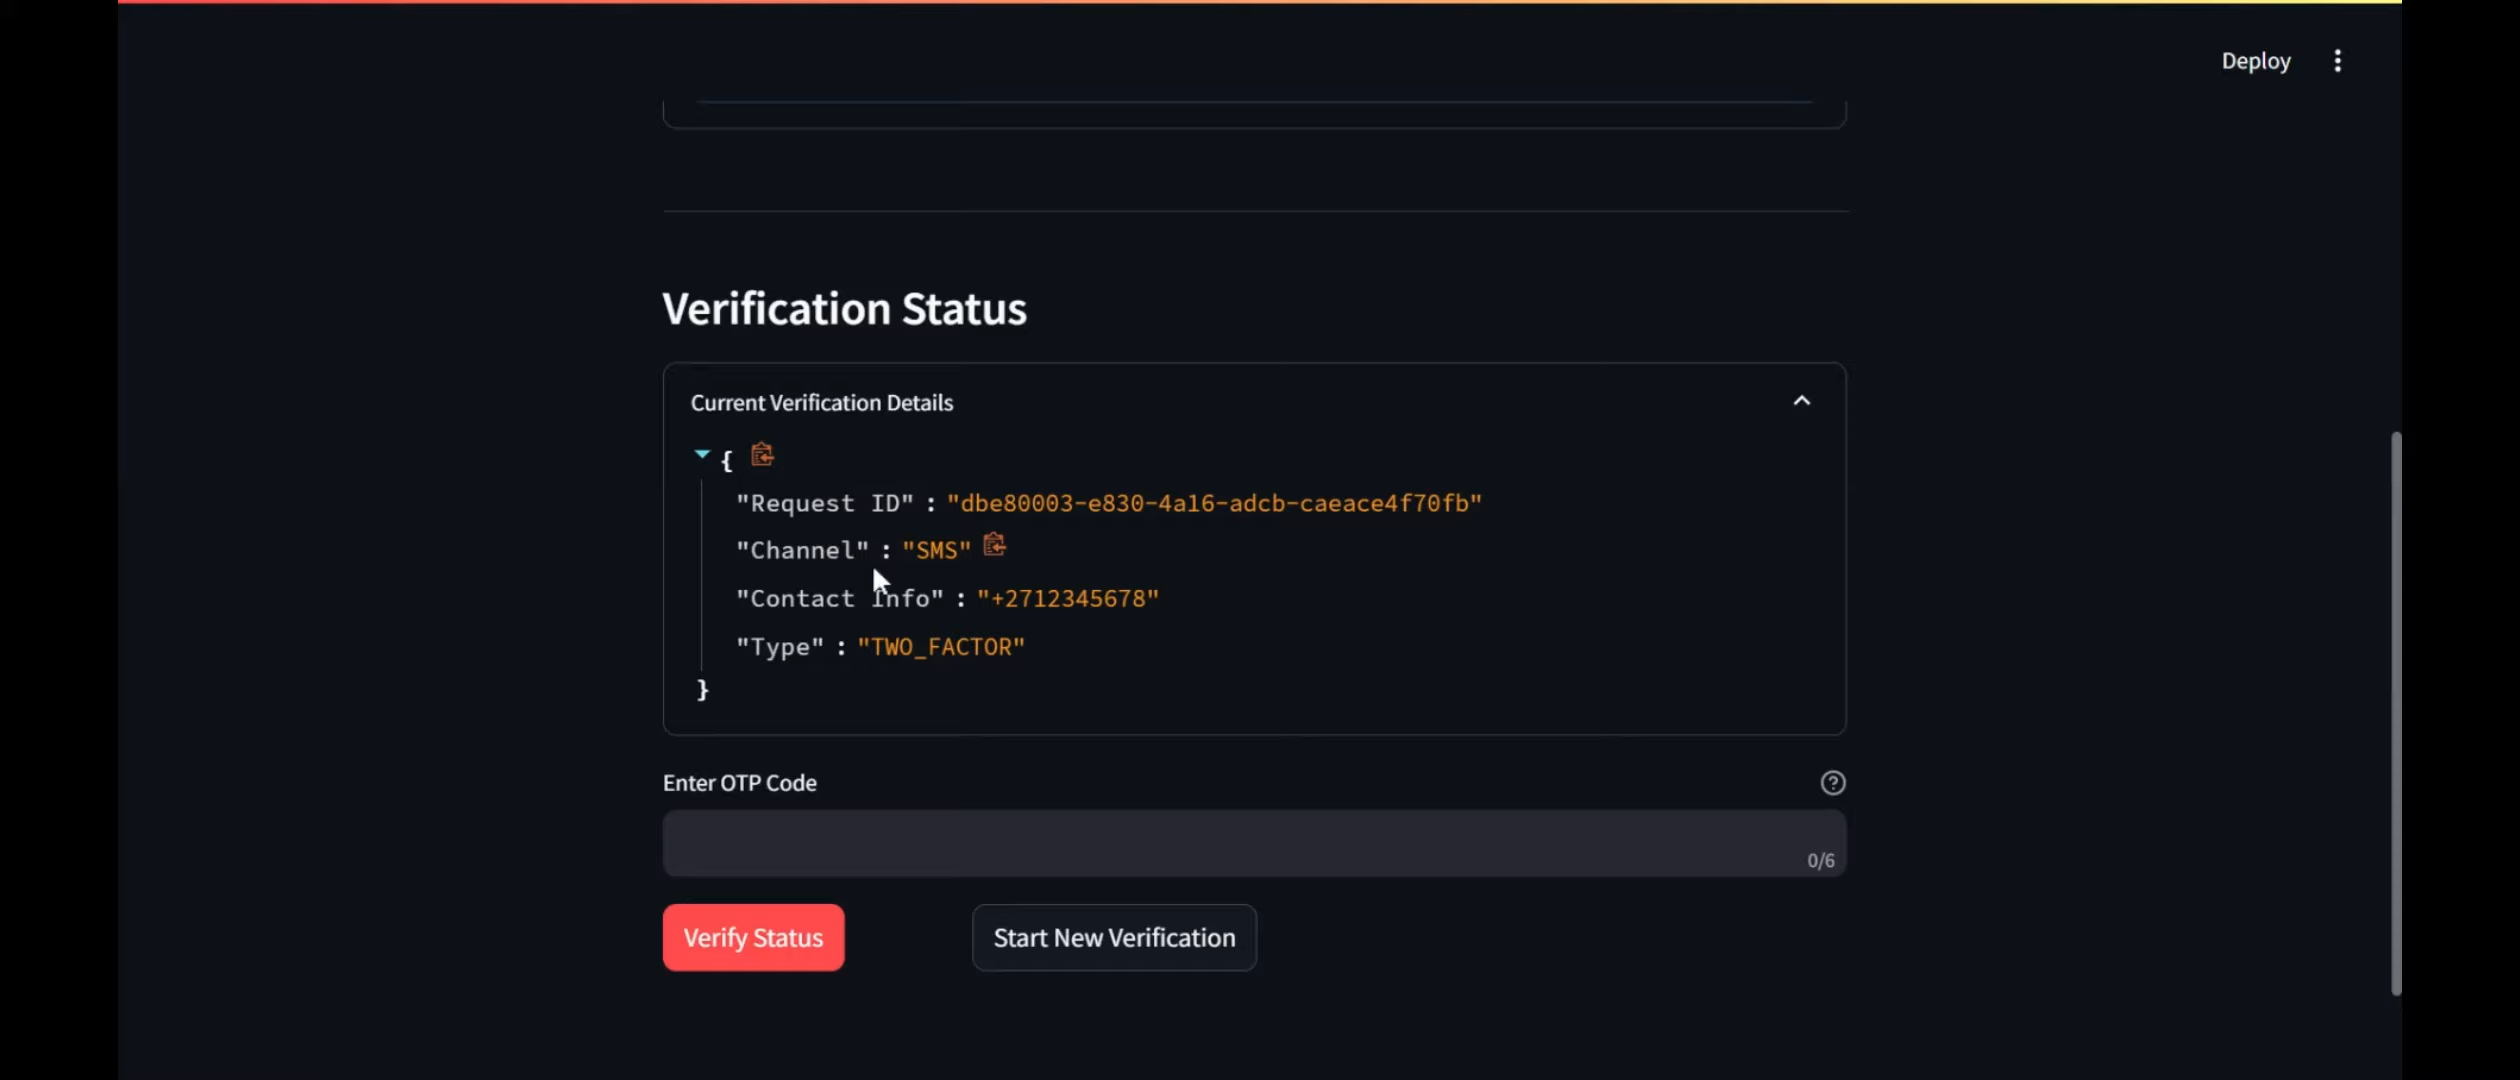 Deploy
Verification Status
Current Verification Details
{
"Request ID" : "dbe80003-e830-4a16-adcb-caeace4f70fb"
"Channel" : "SMS"
"Contact Info" : "+2712345678"
"Type" : "TWO_FACTOR"
}
Enter OTP Code
0/6
Verify Status
Start New Verification